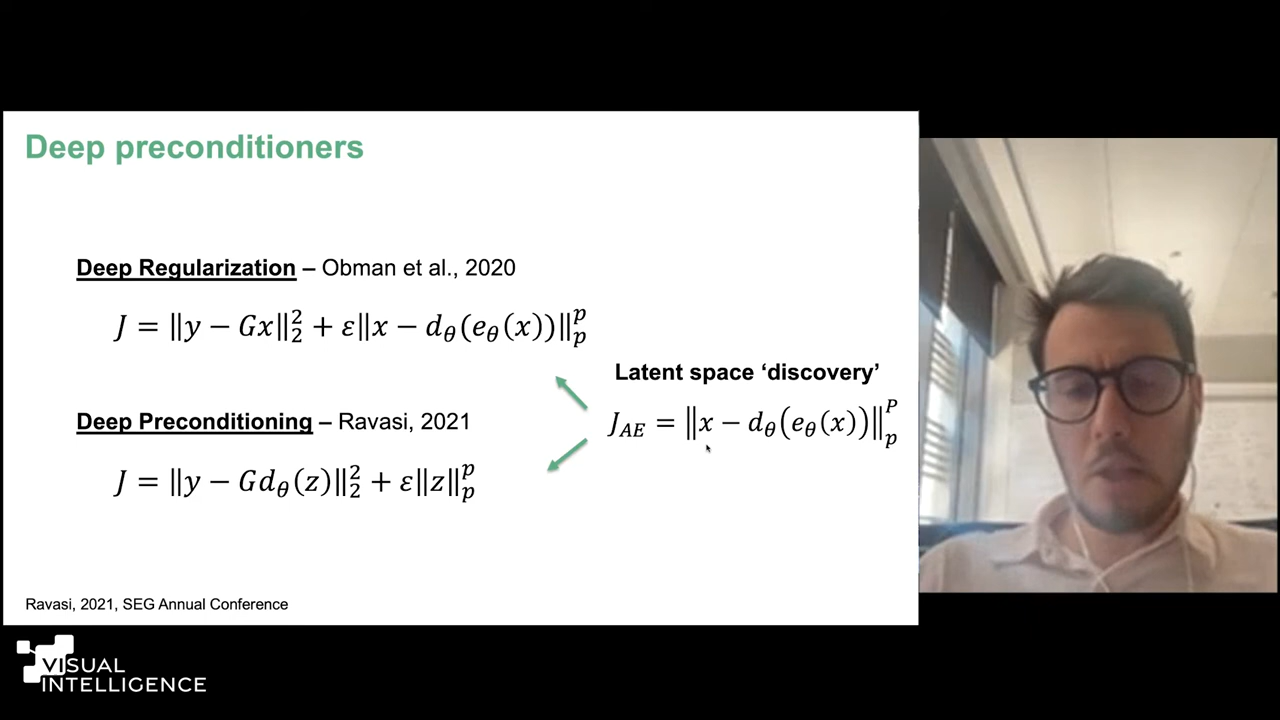 Deep preconditioners
Deep Regularization – Obman et al., 2020
J = ‖y − Gx‖₂² + ε‖x − d_θ(e_θ(x))‖ₚᵖ
Latent space ‘discovery’
J_AE = ‖x − d_θ(e_θ(x))‖ₚᴾ
Deep Preconditioning – Ravasi, 2021
J = ‖y − Gd_θ(z)‖₂² + ε‖z‖ₚᵖ
Ravasi, 2021, SEG Annual Conference
VISUAL
INTELLIGENCE